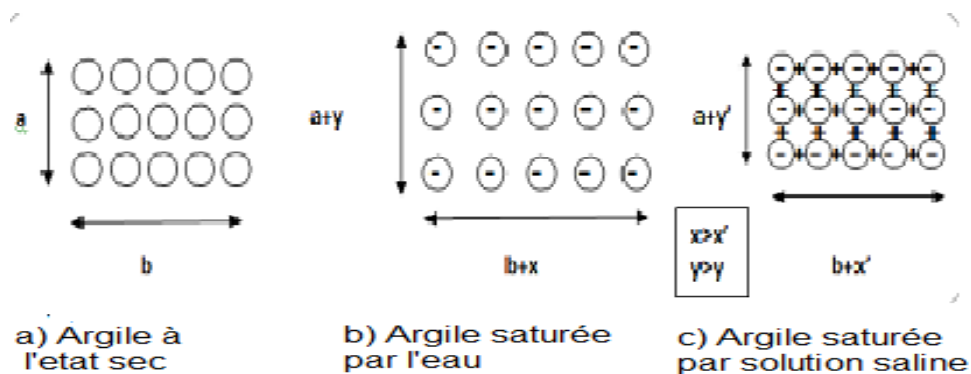 a
b
a+y
b+x
a+y'
x>x'
y>y
b+x'
a) Argile à
l'etat sec
b) Argile saturée
par l'eau
c) Argile saturée
par solution saline